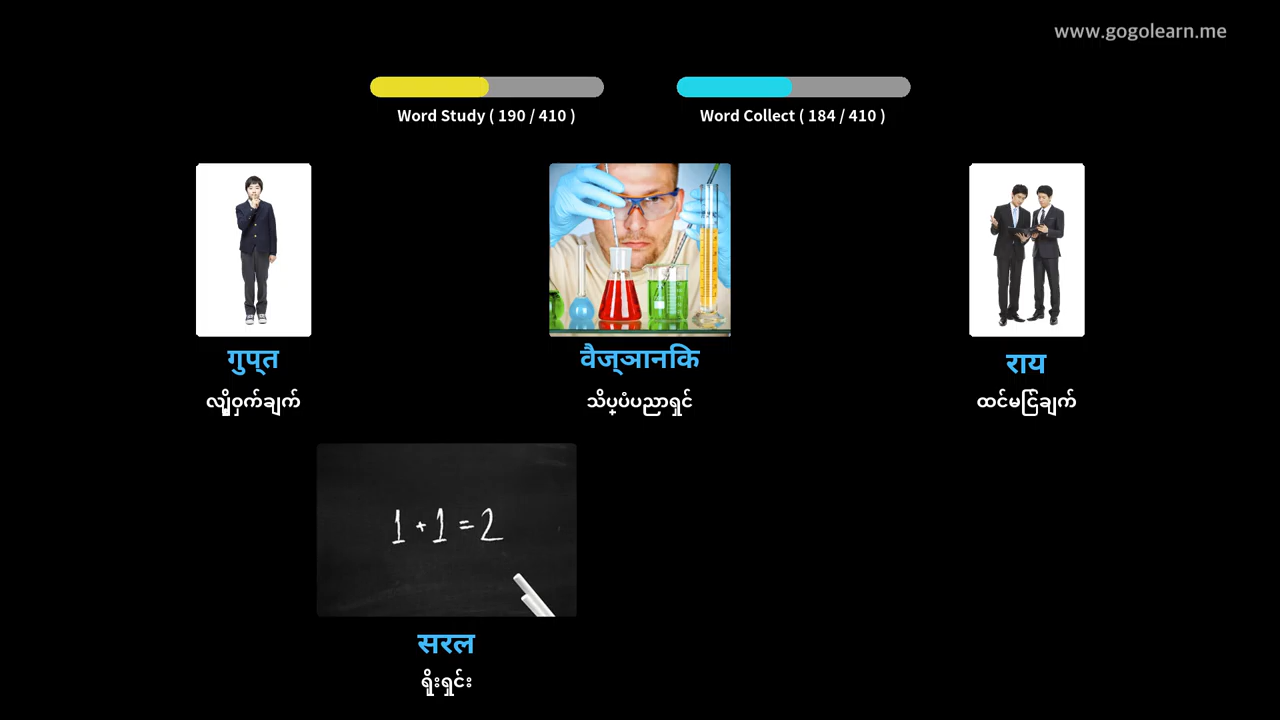 www.gogolearn.me
Word Study ( 190 / 410 )
Word Collect ( 184 / 410 )
गुप्त
वैज्ञानिक
राय
လျှို့ဝှက်ချက်
သိပ္ပံပညာရှင်
ထင်မြင်ချက်
1 + 1 = 2
सरल
ရိုးရှင်း